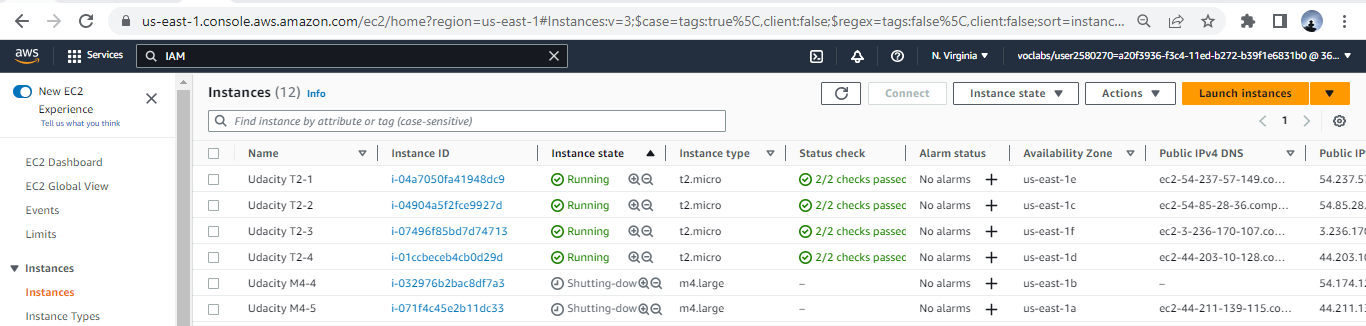 us-east-1.console.aws.amazon.com/ec2/home?region=us-east-1#Instances:v=3;$case=tags:true%5C,client:false;$regex=tags:false%5C,client:false;sort=instanc...
aws Services IAM N. Virginia voclabs/user2580270=a20f3936-f3c4-11ed-b272-b39f1e6831b0 @ 36...
New EC2
Experience
Tell us what you think
EC2 Dashboard
EC2 Global View
Events
Limits
Instances
Instances
Instance Types
Instances (12) Info Connect Instance state Actions Launch instances
Find instance by attribute or tag (case-sensitive) 1
Name Instance ID Instance state Instance type Status check Alarm status Availability Zone Public IPv4 DNS Public IP
Udacity T2-1 i-04a7050fa41948dc9 Running t2.micro 2/2 checks passed No alarms + us-east-1e ec2-54-237-57-149.co... 54.237.57
Udacity T2-2 i-04904a5f2fce9927d Running t2.micro 2/2 checks passed No alarms + us-east-1c ec2-54-85-28-36.comp... 54.85.28.
Udacity T2-3 i-07496f85bd7d74713 Running t2.micro 2/2 checks passed No alarms + us-east-1f ec2-3-236-170-107.co... 3.236.170
Udacity T2-4 i-01ccbeceb4cb0d29d Running t2.micro 2/2 checks passed No alarms + us-east-1d ec2-44-203-10-128.co... 44.203.10
Udacity M4-4 i-032976b2bac8df7a3 Shutting-dow m4.large – No alarms + us-east-1b – 54.174.12
Udacity M4-5 i-071f4c45e2b11dc33 Shutting-dow m4.large – No alarms + us-east-1a ec2-44-211-139-115.co... 44.211.13